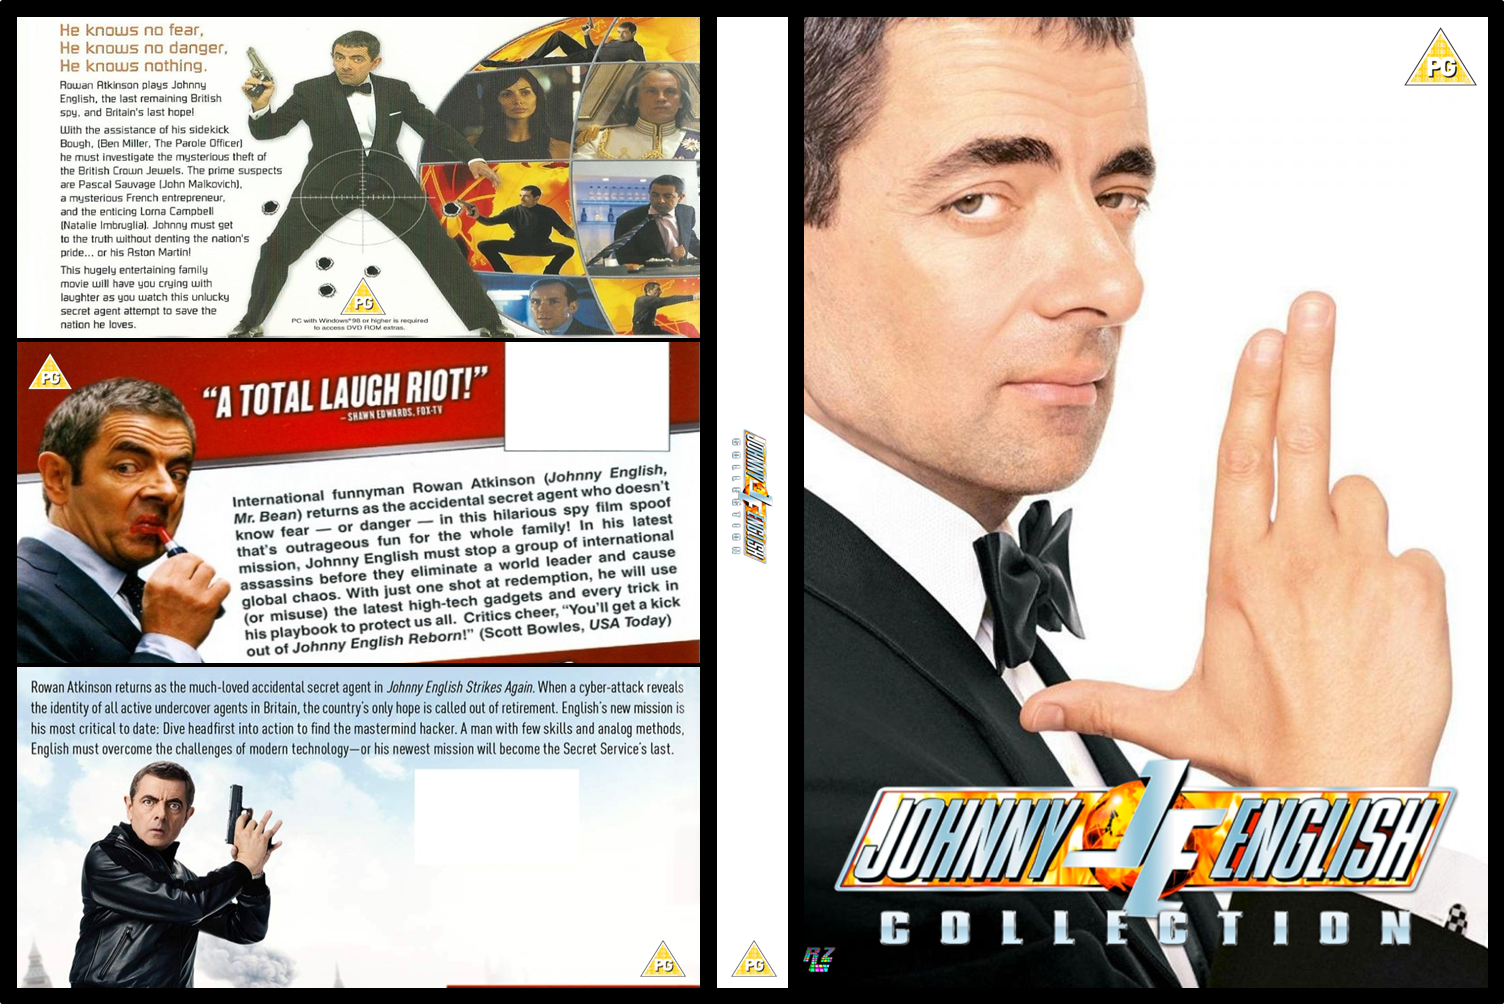 He knows no fear,
He knows no danger,
He knows nothing.
Rowan Atkinson plays Johnny
English, the last remaining British
spy, and Britain's last hope!
With the assistance of his sidekick
Bough, (Ben Miller, The Parole Officer)
he must investigate the mysterious theft of
the British Crown Jewels. The prime suspects
are Pascal Sauvage (John Malkovich),
a mysterious French entrepreneur,
and the enticing Lorna Campbell
(Natalie Imbruglia). Johnny must get
to the truth without denting the nation's
pride... or his Aston Martin!
This hugely entertaining family
movie will have you crying with
laughter as you watch this unlucky
secret agent attempt to save the
nation he loves.
PG
PC with Windows® 98 or higher is required
to access DVD ROM extras.
PG
“A TOTAL LAUGH RIOT!”
– SHAWN EDWARDS, FOX-TV
International funnyman Rowan Atkinson (Johnny English,
Mr. Bean) returns as the accidental secret agent who doesn't
know fear — or danger — in this hilarious spy film spoof
that's outrageous fun for the whole family! In his latest
mission, Johnny English must stop a group of international
assassins before they eliminate a world leader and cause
global chaos. With just one shot at redemption, he will use
(or misuse) the latest high-tech gadgets and every trick in
his playbook to protect us all. Critics cheer, “You'll get a kick
out of Johnny English Reborn!” (Scott Bowles, USA Today)
Rowan Atkinson returns as the much-loved accidental secret agent in Johnny English Strikes Again. When a cyber-attack reveals
the identity of all active undercover agents in Britain, the country's only hope is called out of retirement. English's new mission is
his most critical to date: Dive headfirst into action to find the mastermind hacker. A man with few skills and analog methods,
English must overcome the challenges of modern technology—or his newest mission will become the Secret Service's last.
PG
JOHNNY JE ENGLISH
COLLECTION
PG
PG
JOHNNY JE ENGLISH
COLLECTION
RZ